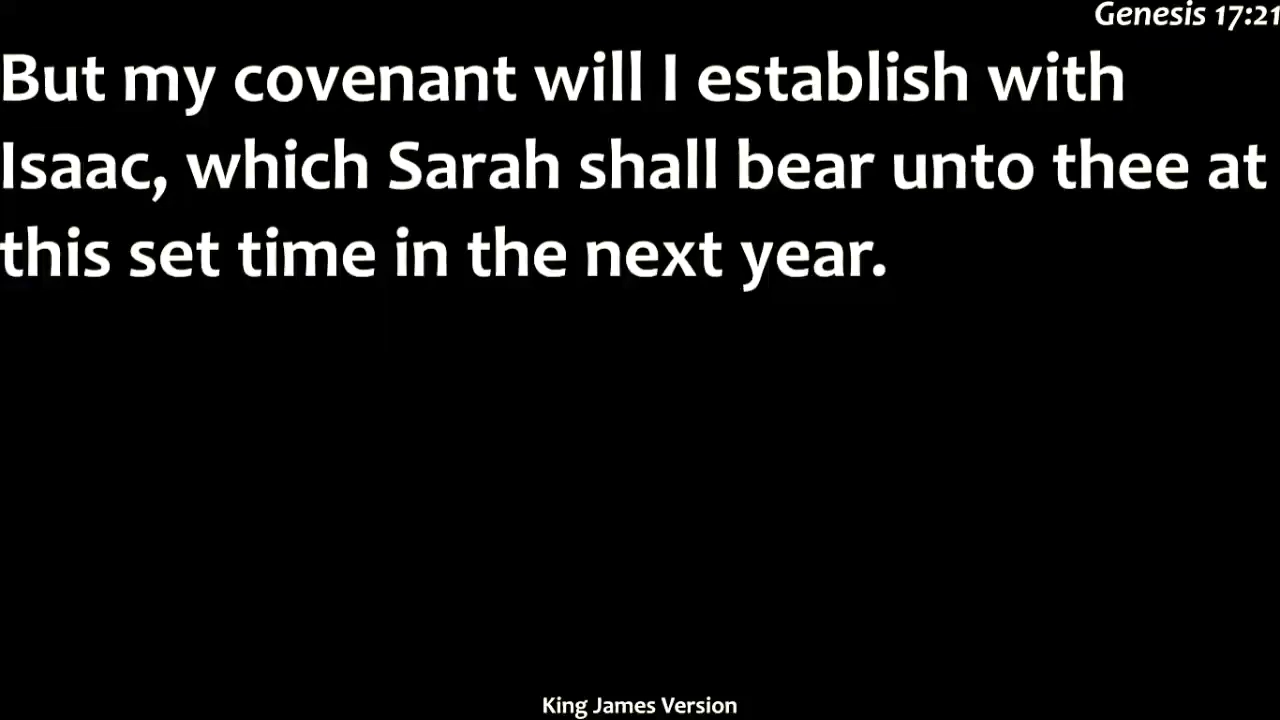 Genesis 17:21
But my covenant will I establish with
Isaac, which Sarah shall bear unto thee at
this set time in the next year.
King James Version